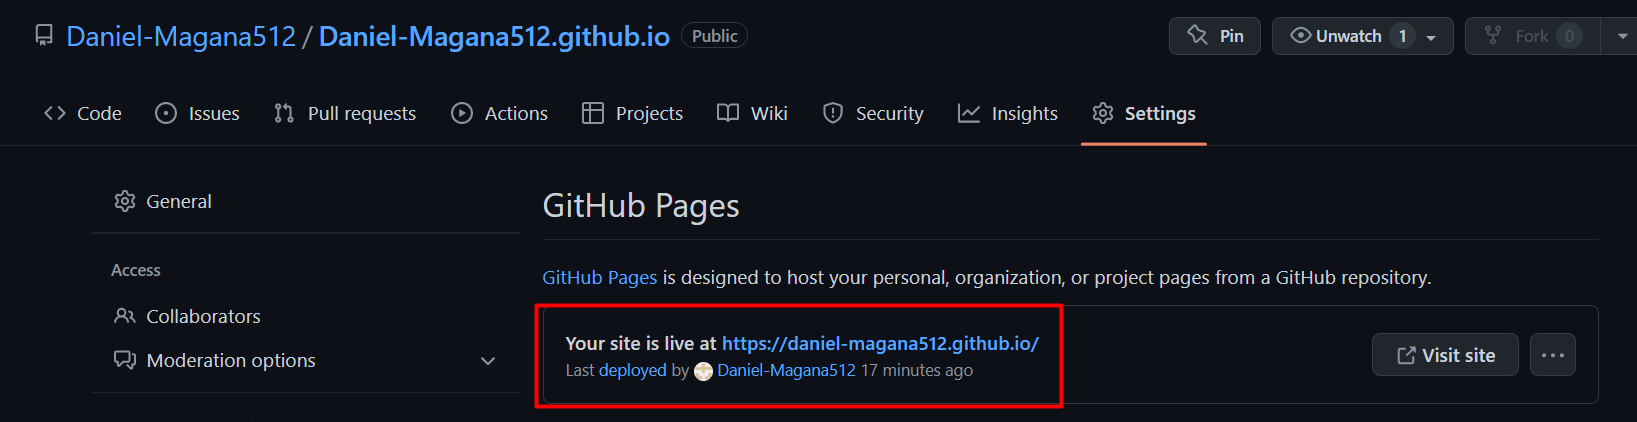 Daniel-Magana512 / Daniel-Magana512.github.io Public Pin Unwatch 1 Fork 0
Code Issues Pull requests Actions Projects Wiki Security Insights Settings
General
Access
Collaborators
Moderation options
GitHub Pages
GitHub Pages is designed to host your personal, organization, or project pages from a GitHub repository.
Your site is live at https://daniel-magana512.github.io/
Last deployed by Daniel-Magana512 17 minutes ago
Visit site